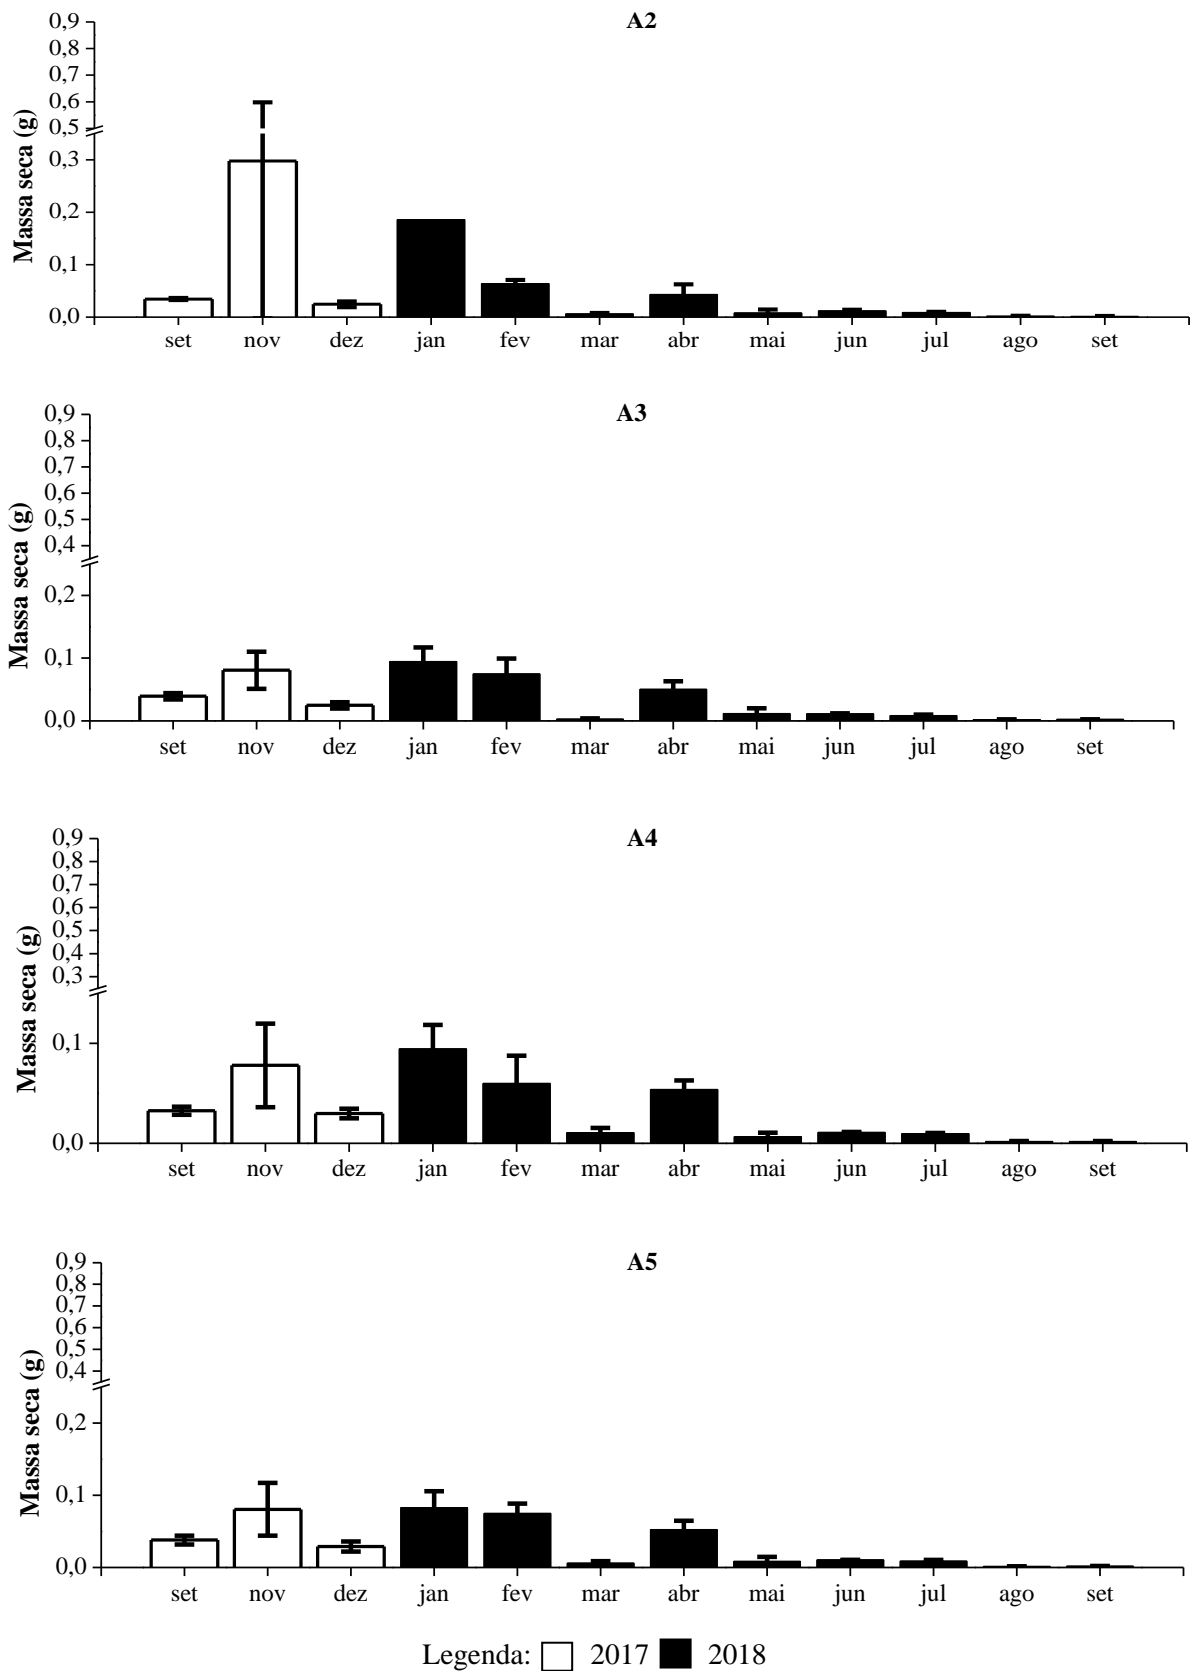 A2
Massa seca (g)
0,9
0,8
0,7
0,6
0,5
0,3
0,2
0,1
0,0
set nov dez jan fev mar abr mai jun jul ago set
A3
Massa seca (g)
0,9
0,8
0,7
0,6
0,5
0,4
0,2
0,1
0,0
set nov dez jan fev mar abr mai jun jul ago set
A4
Massa seca (g)
0,9
0,8
0,7
0,6
0,5
0,4
0,3
0,1
0,0
set nov dez jan fev mar abr mai jun jul ago set
A5
Massa seca (g)
0,9
0,8
0,7
0,6
0,5
0,4
0,2
0,1
0,0
set nov dez jan fev mar abr mai jun jul ago set
Legenda: 2017 2018